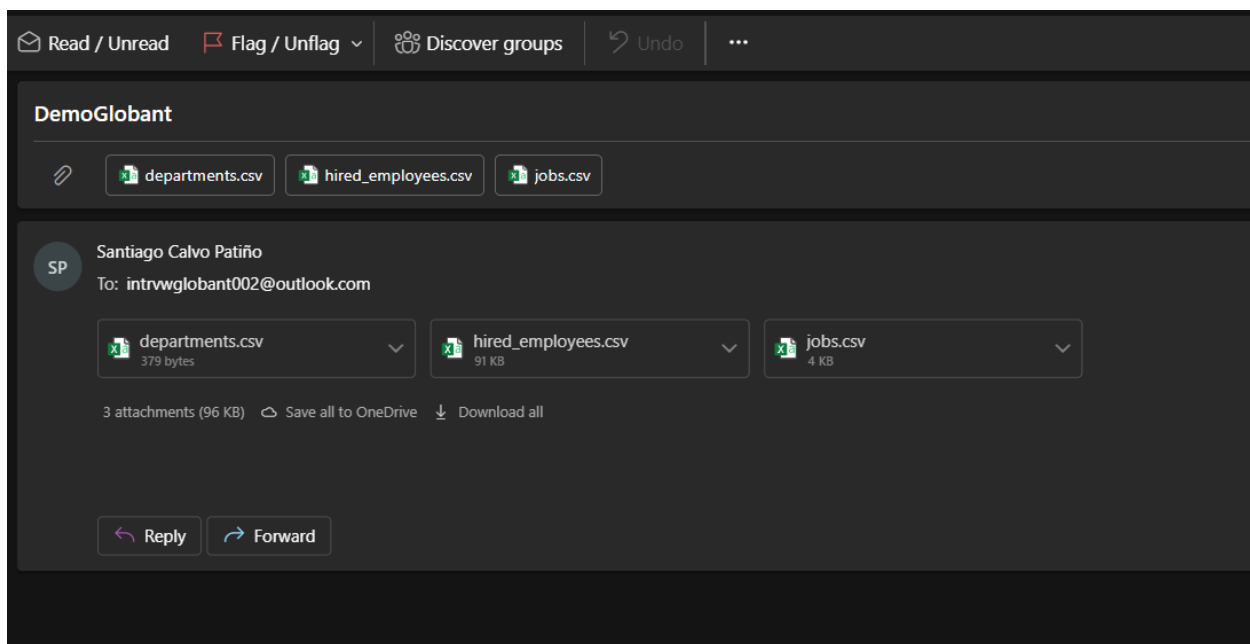 Read / Unread Flag / Unflag Discover groups Undo ...
DemoGlobant
departments.csv hired_employees.csv jobs.csv
SP
Santiago Calvo Patiño
To: intrvwglobant002@outlook.com
departments.csv hired_employees.csv jobs.csv
379 bytes 91 KB 4 KB
3 attachments (96 KB) Save all to OneDrive Download all
Reply Forward